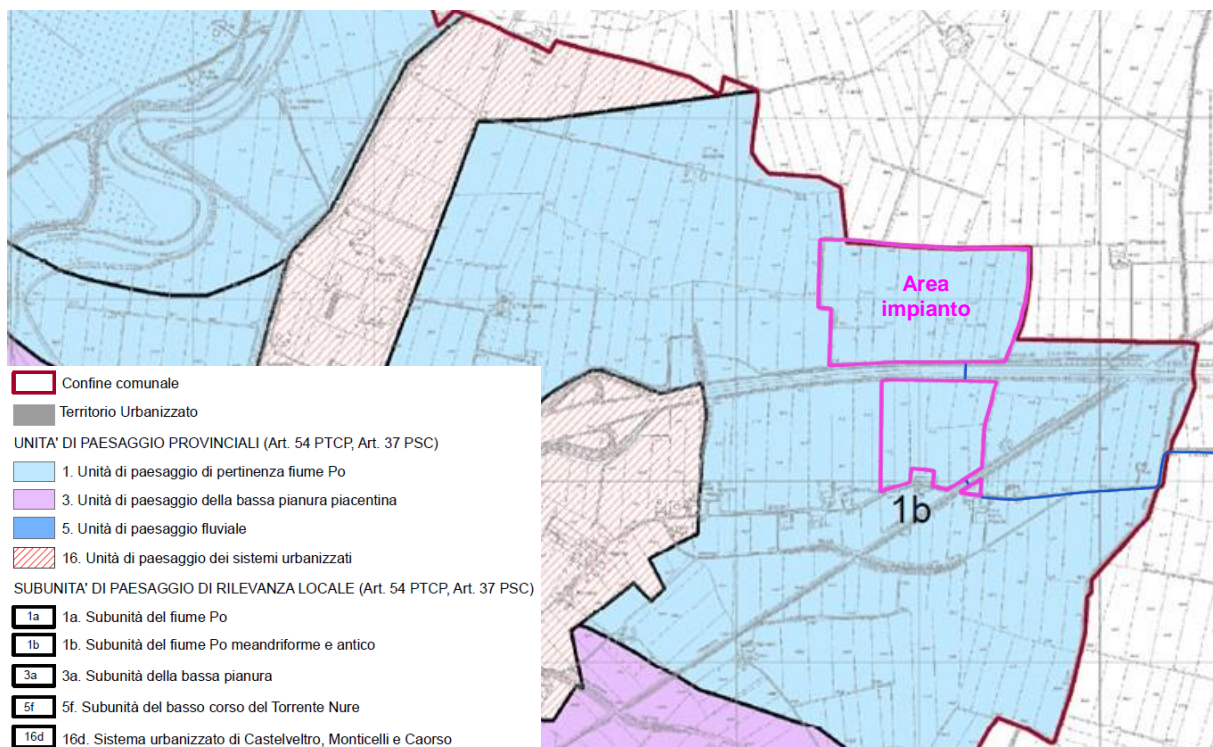 Area
impianto
1b
Confine comunale
Territorio Urbanizzato
UNITA' DI PAESAGGIO PROVINCIALI (Art. 54 PTCP, Art. 37 PSC)
1. Unità di paesaggio di pertinenza fiume Po
3. Unità di paesaggio della bassa pianura piacentina
5. Unità di paesaggio fluviale
16. Unità di paesaggio dei sistemi urbanizzati
SUBUNITA' DI PAESAGGIO DI RILEVANZA LOCALE (Art. 54 PTCP, Art. 37 PSC)
1a 1a. Subunità del fiume Po
1b 1b. Subunità del fiume Po meandriforme e antico
3a 3a. Subunità della bassa pianura
5f 5f. Subunità del basso corso del Torrente Nure
16d 16d. Sistema urbanizzato di Castelveltro, Monticelli e Caorso